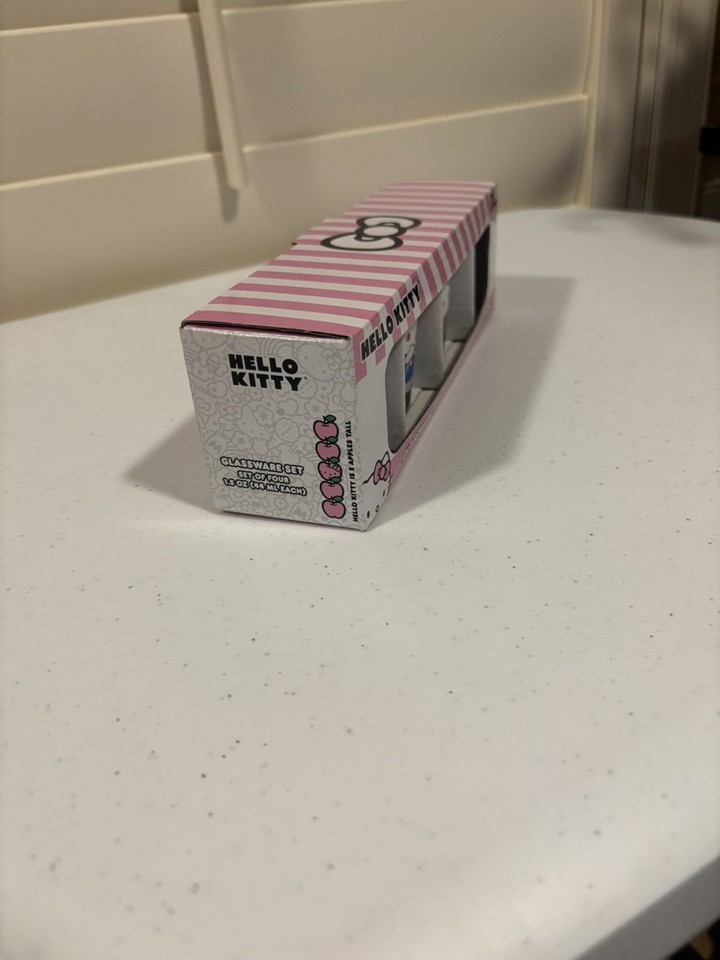 HELLO KITTY
HELLO
KITTY
GLASSWARE SET
SET OF FOUR
1.5 OZ (44 ML EACH)
HELLO KITTY IS 5 APPLES TALL